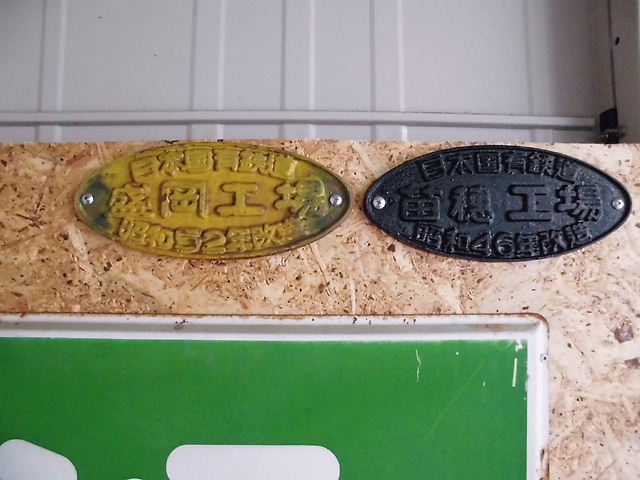 日本国有鉄道
盛岡工場
昭和52年改造
日本国有鉄道
苗穂工場
昭和46年改造